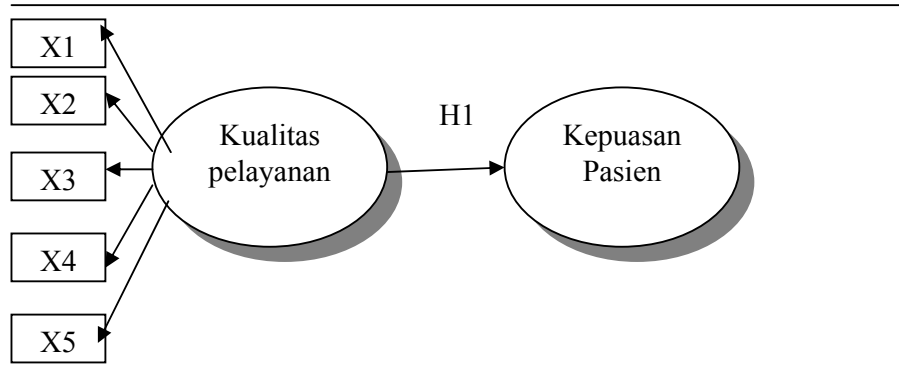 X1
X2
X3
X4
X5
Kualitas
pelayanan
H1
Kepuasan
Pasien